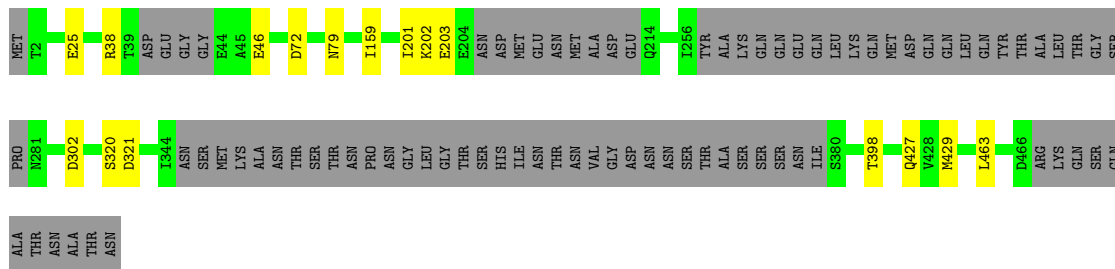 MET T2 E25 R38 T39 ASP GLU GLY GLY E44 A45 E46 D72 N79 I159 I201 K202 E203 E204 ASN ASP MET GLU ASN MET ALA ASP GLU Q214 I256 TYR ALA LYS GLN GLN GLU GLN LEU LYS GLN MET ASP GLN GLN LEU GLN TYR THR ALA LEU THR GLY SER
PRO N281 D302 S320 D321 I344 ASN SER MET LYS ALA ASN THR SER THR ASN PRO ASN GLY LEU GLY THR SER HIS ILE ASN THR ASN VAL GLY ASP ASN ASN SER THR ALA SER SER SER ASN ILE S380 T398 Q427 V428 M429 L463 D466 ARG LYS GLN SER GLN
ALA THR ASN ALA THR ASN